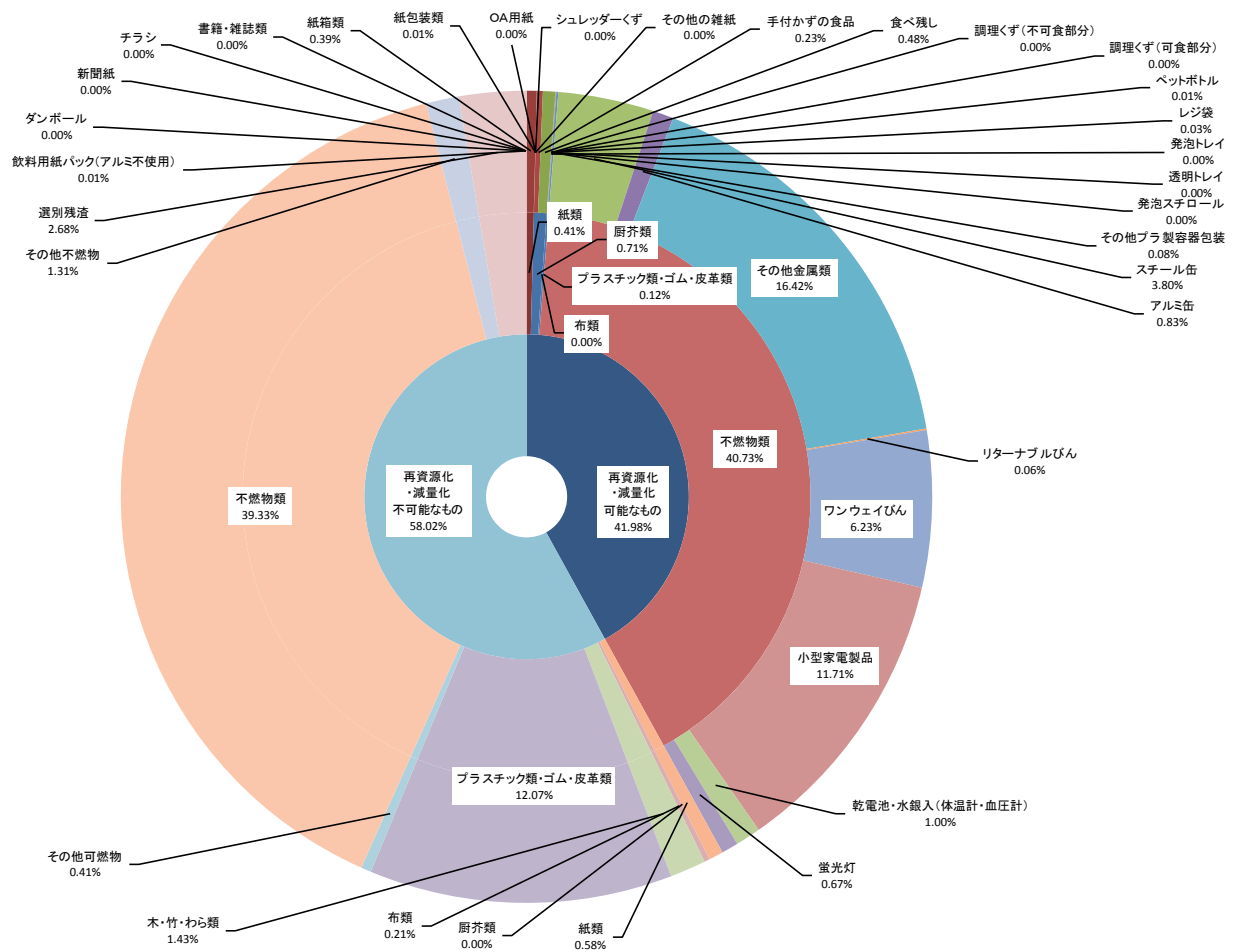 紙包装類
0.01%
OA用紙
0.00%
シュレッダーくず
0.00%
その他の雑紙
0.00%
手付かずの食品
0.23%
食べ残し
0.48%
調理くず(不可食部分)
0.00%
調理くず(可食部分)
0.00%
ペットボトル
0.01%
レジ袋
0.03%
発泡トレイ
0.00%
透明トレイ
0.00%
発泡スチロール
0.00%
その他プラ製容器包装
0.08%
スチール缶
3.80%
アルミ缶
0.83%
紙箱類
0.39%
書籍・雑誌類
0.00%
チラシ
0.00%
新聞紙
0.00%
ダンボール
0.00%
飲料用紙パック(アルミ不使用)
0.01%
選別残渣
2.68%
その他不燃物
1.31%
紙類
0.41%
厨芥類
0.71%
プラスチック類・ゴム・皮革類
0.12%
布類
0.00%
その他金属類
16.42%
不燃物類
40.73%
リターナブルびん
0.06%
ワンウェイびん
6.23%
再資源化
・減量化
不可能なもの
58.02%
再資源化
・減量化
可能なもの
41.98%
不燃物類
39.33%
小型家電製品
11.71%
プラスチック類・ゴム・皮革類
12.07%
乾電池・水銀入(体温計・血圧計)
1.00%
蛍光灯
0.67%
その他可燃物
0.41%
木・竹・わら類
1.43%
布類
0.21%
厨芥類
0.00%
紙類
0.58%